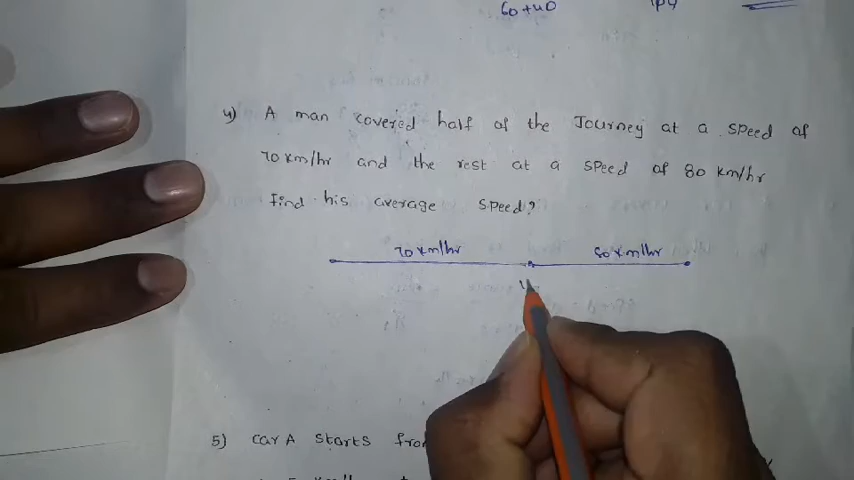 60+40
4) A man covered half of the Journey at a speed of
70 km/hr and the rest at a speed of 80 km/hr
Find his average speed?
70 km/hr 80 km/hr
5) car A starts